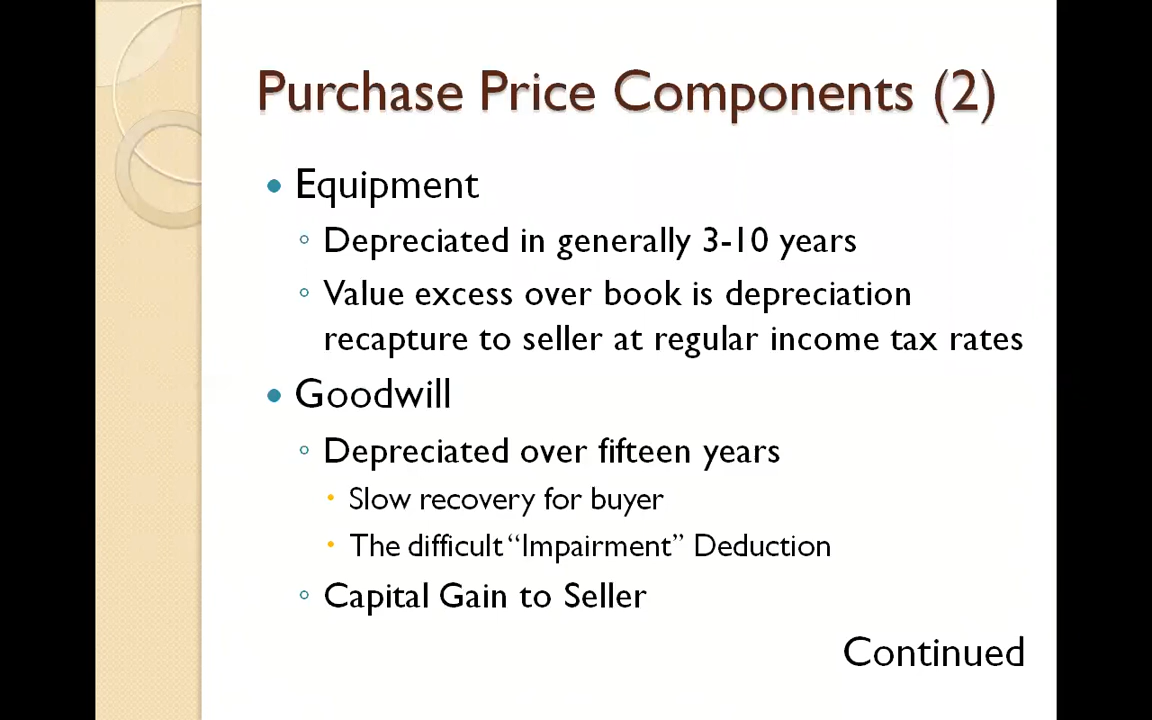 Purchase Price Components (2)
• Equipment
◦ Depreciated in generally 3-10 years
◦ Value excess over book is depreciation
recapture to seller at regular income tax rates
• Goodwill
◦ Depreciated over fifteen years
• Slow recovery for buyer
• The difficult “Impairment” Deduction
◦ Capital Gain to Seller
Continued